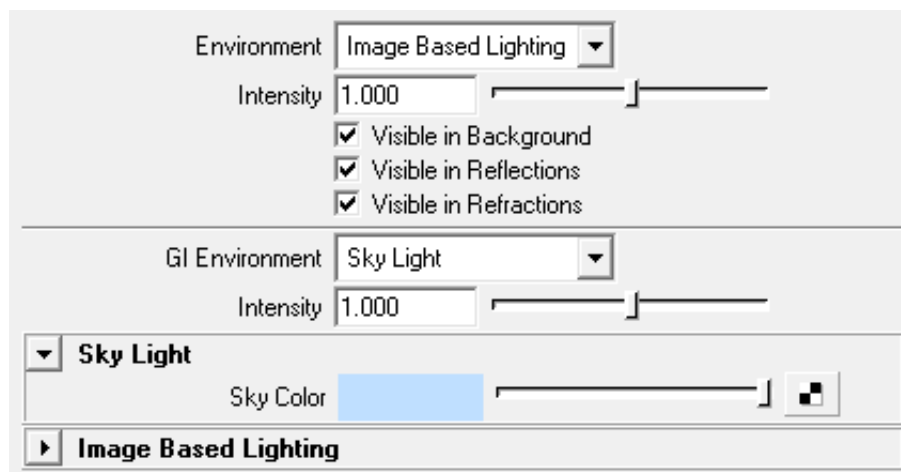 Environment Image Based Lighting
Intensity 1.000
Visible in Background
Visible in Reflections
Visible in Refractions
GI Environment Sky Light
Intensity 1.000
Sky Light
Sky Color
Image Based Lighting